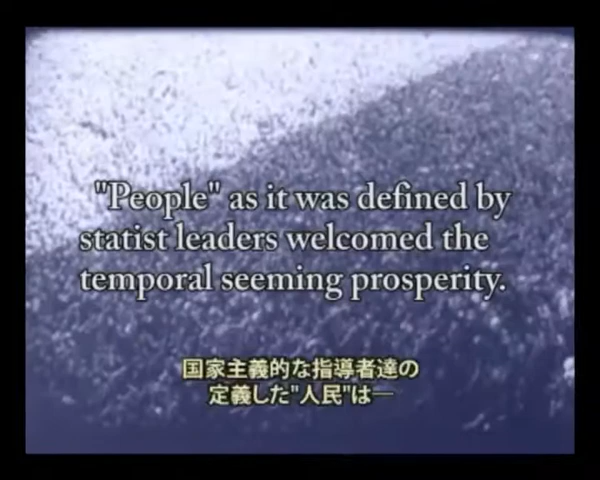 "People" as it was defined by
statist leaders welcomed the
temporal seeming prosperity.
国家主義的な指導者達の
定義した"人民"は―